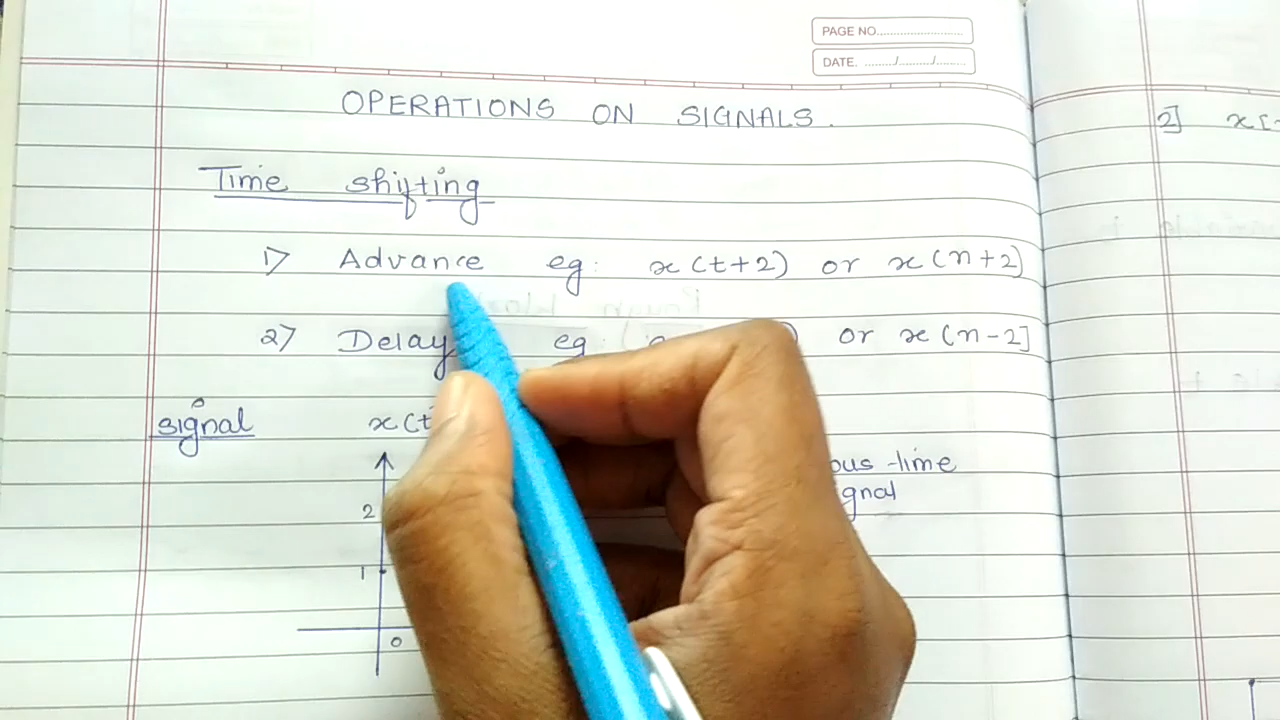 PAGE NO.
DATE. ......../........./.........
OPERATIONS ON SIGNALS.
Time shifting
1) Advance eg: x(t+2) or x(n+2)
2) Delay eg: or x(n-2]
signal x(t
ous -time
gnal
2
1
0
2] x[